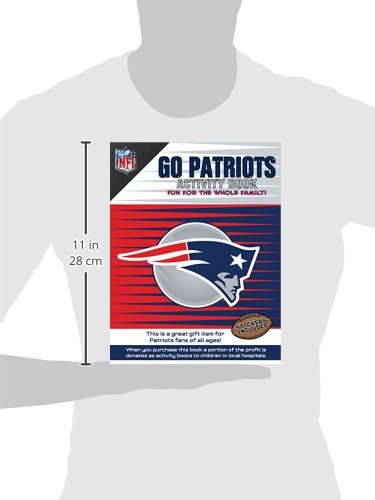 NFL
GO PATRIOTS
ACTIVITY BOOK
FUN FOR THE WHOLE FAMILY!
11 in
28 cm
STICKERS
INCLUDED
This is a great gift item for
Patriots fans of all ages!
When you purchase this book a portion of the profit is
donated as activity books to children in local hospitals.